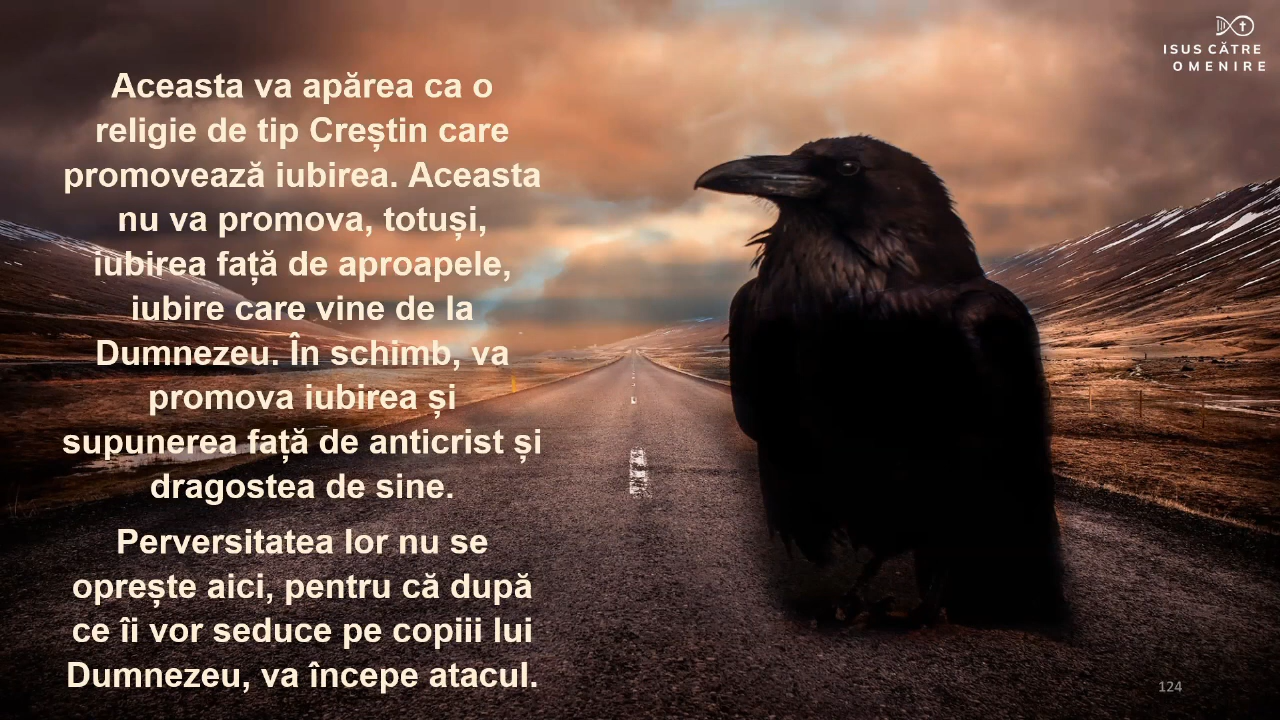 ISUS CĂTRE
OMENIRE
Aceasta va apărea ca o
religie de tip Creștin care
promovează iubirea. Aceasta
nu va promova, totuși,
iubirea față de aproapele,
iubire care vine de la
Dumnezeu. În schimb, va
promova iubirea și
supunerea față de anticrist și
dragostea de sine.
Perversitatea lor nu se
oprește aici, pentru că după
ce îi vor seduce pe copiii lui
Dumnezeu, va începe atacul.
124